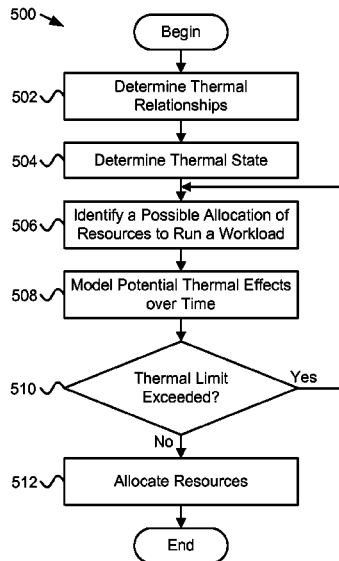 500
Begin
502
Determine Thermal
Relationships
504
Determine Thermal State
506
Identify a Possible Allocation of
Resources to Run a Workload
508
Model Potential Thermal Effects
over Time
510
Thermal Limit
Exceeded?
Yes
No
512
Allocate Resources
End